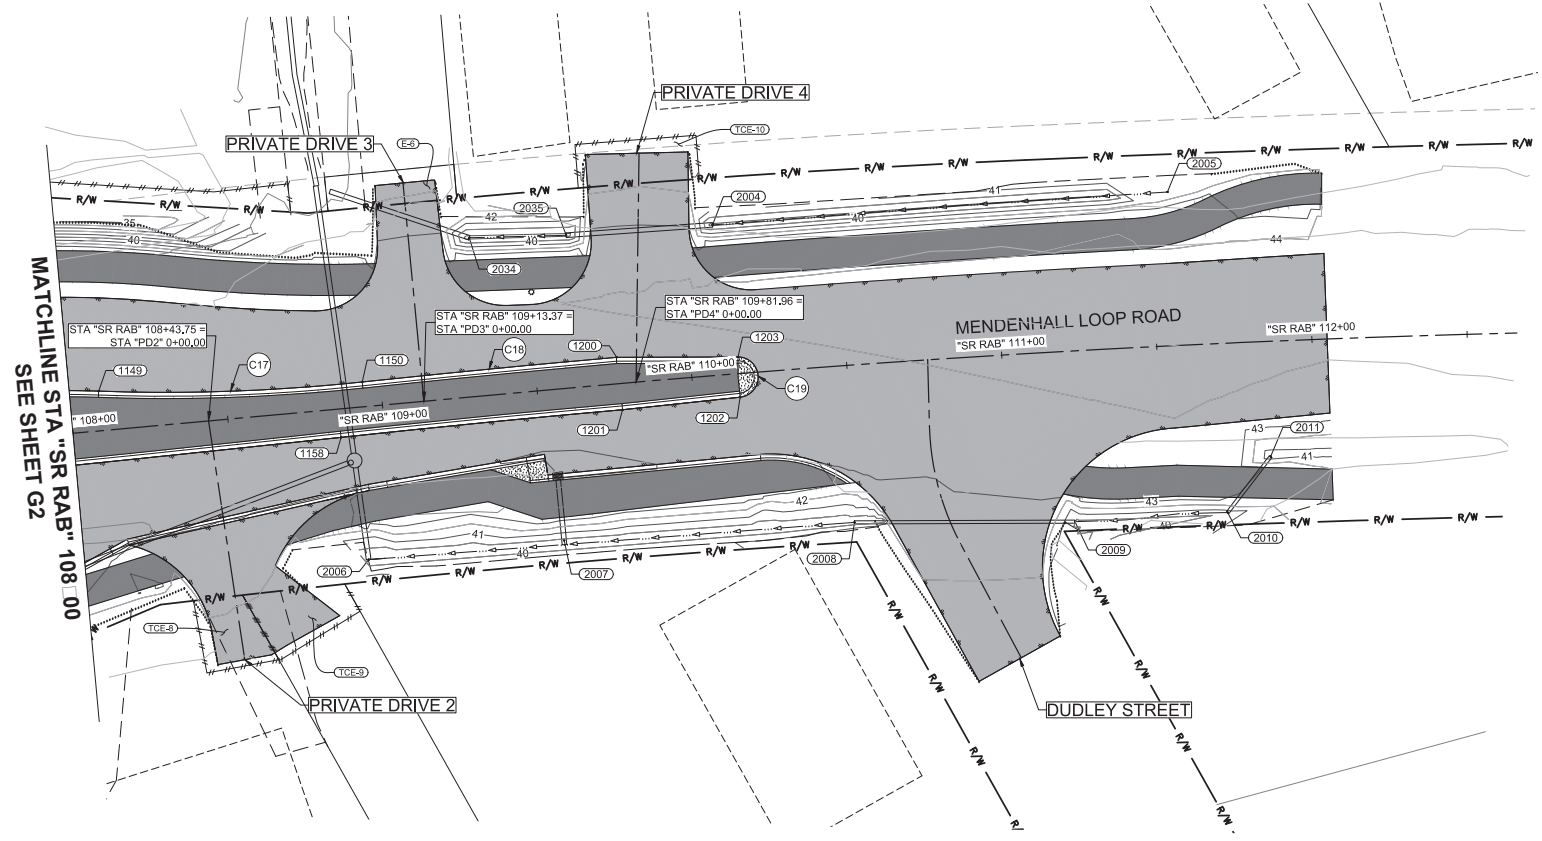 PRIVATE DRIVE 4
TCE-10
PRIVATE DRIVE 3
E-6
2005
R/W R/W R/W R/W R/W R/W R/W R/W R/W R/W R/W R/W R/W R/W R/W
41
2004
42
2035
35
40
40
40
44
2034
MATCHLINE STA "SR RAB" 108 00
SEE SHEET G2
STA "SR RAB" 108+43.75 =
STA "PD2" 0+00.00
STA "SR RAB" 109+13.37 =
STA "PD3" 0+00.00
STA "SR RAB" 109+81.96 =
STA "PD4" 0+00.00
MENDENHALL LOOP ROAD
"SR RAB" 111+00
"SR RAB" 112+00
1200
1203
C18
1150
C17
1149
"SR RAB" 110+00
C19
" 108+00
"SR RAB" 109+00
1202
1201
1158
43
2011
41
42
43
41
40
40
2010
2009
2008
2007
2006
R/W R/W R/W R/W R/W R/W R/W R/W R/W R/W R/W R/W R/W
TCE-8
TCE-9
PRIVATE DRIVE 2
DUDLEY STREET
R/W R/W R/W R/W
R/W R/W R/W R/W